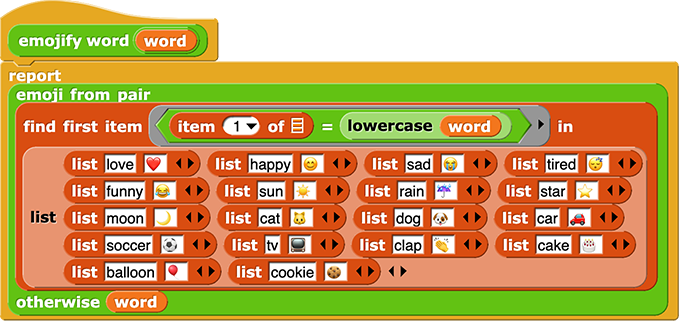 emojify word word
report
emoji from pair
find first item item 1 of = lowercase word in
list love ❤️ list happy 😊 list sad 😭 list tired 😴
list funny 😂 list sun ☀️ list rain ☔ list star ⭐
list list moon 🌙 list cat 🐱 list dog 🐶 list car 🚗
list soccer ⚽ list tv 📺 list clap 👏 list cake 🎂
list balloon 🎈 list cookie 🍪
otherwise word